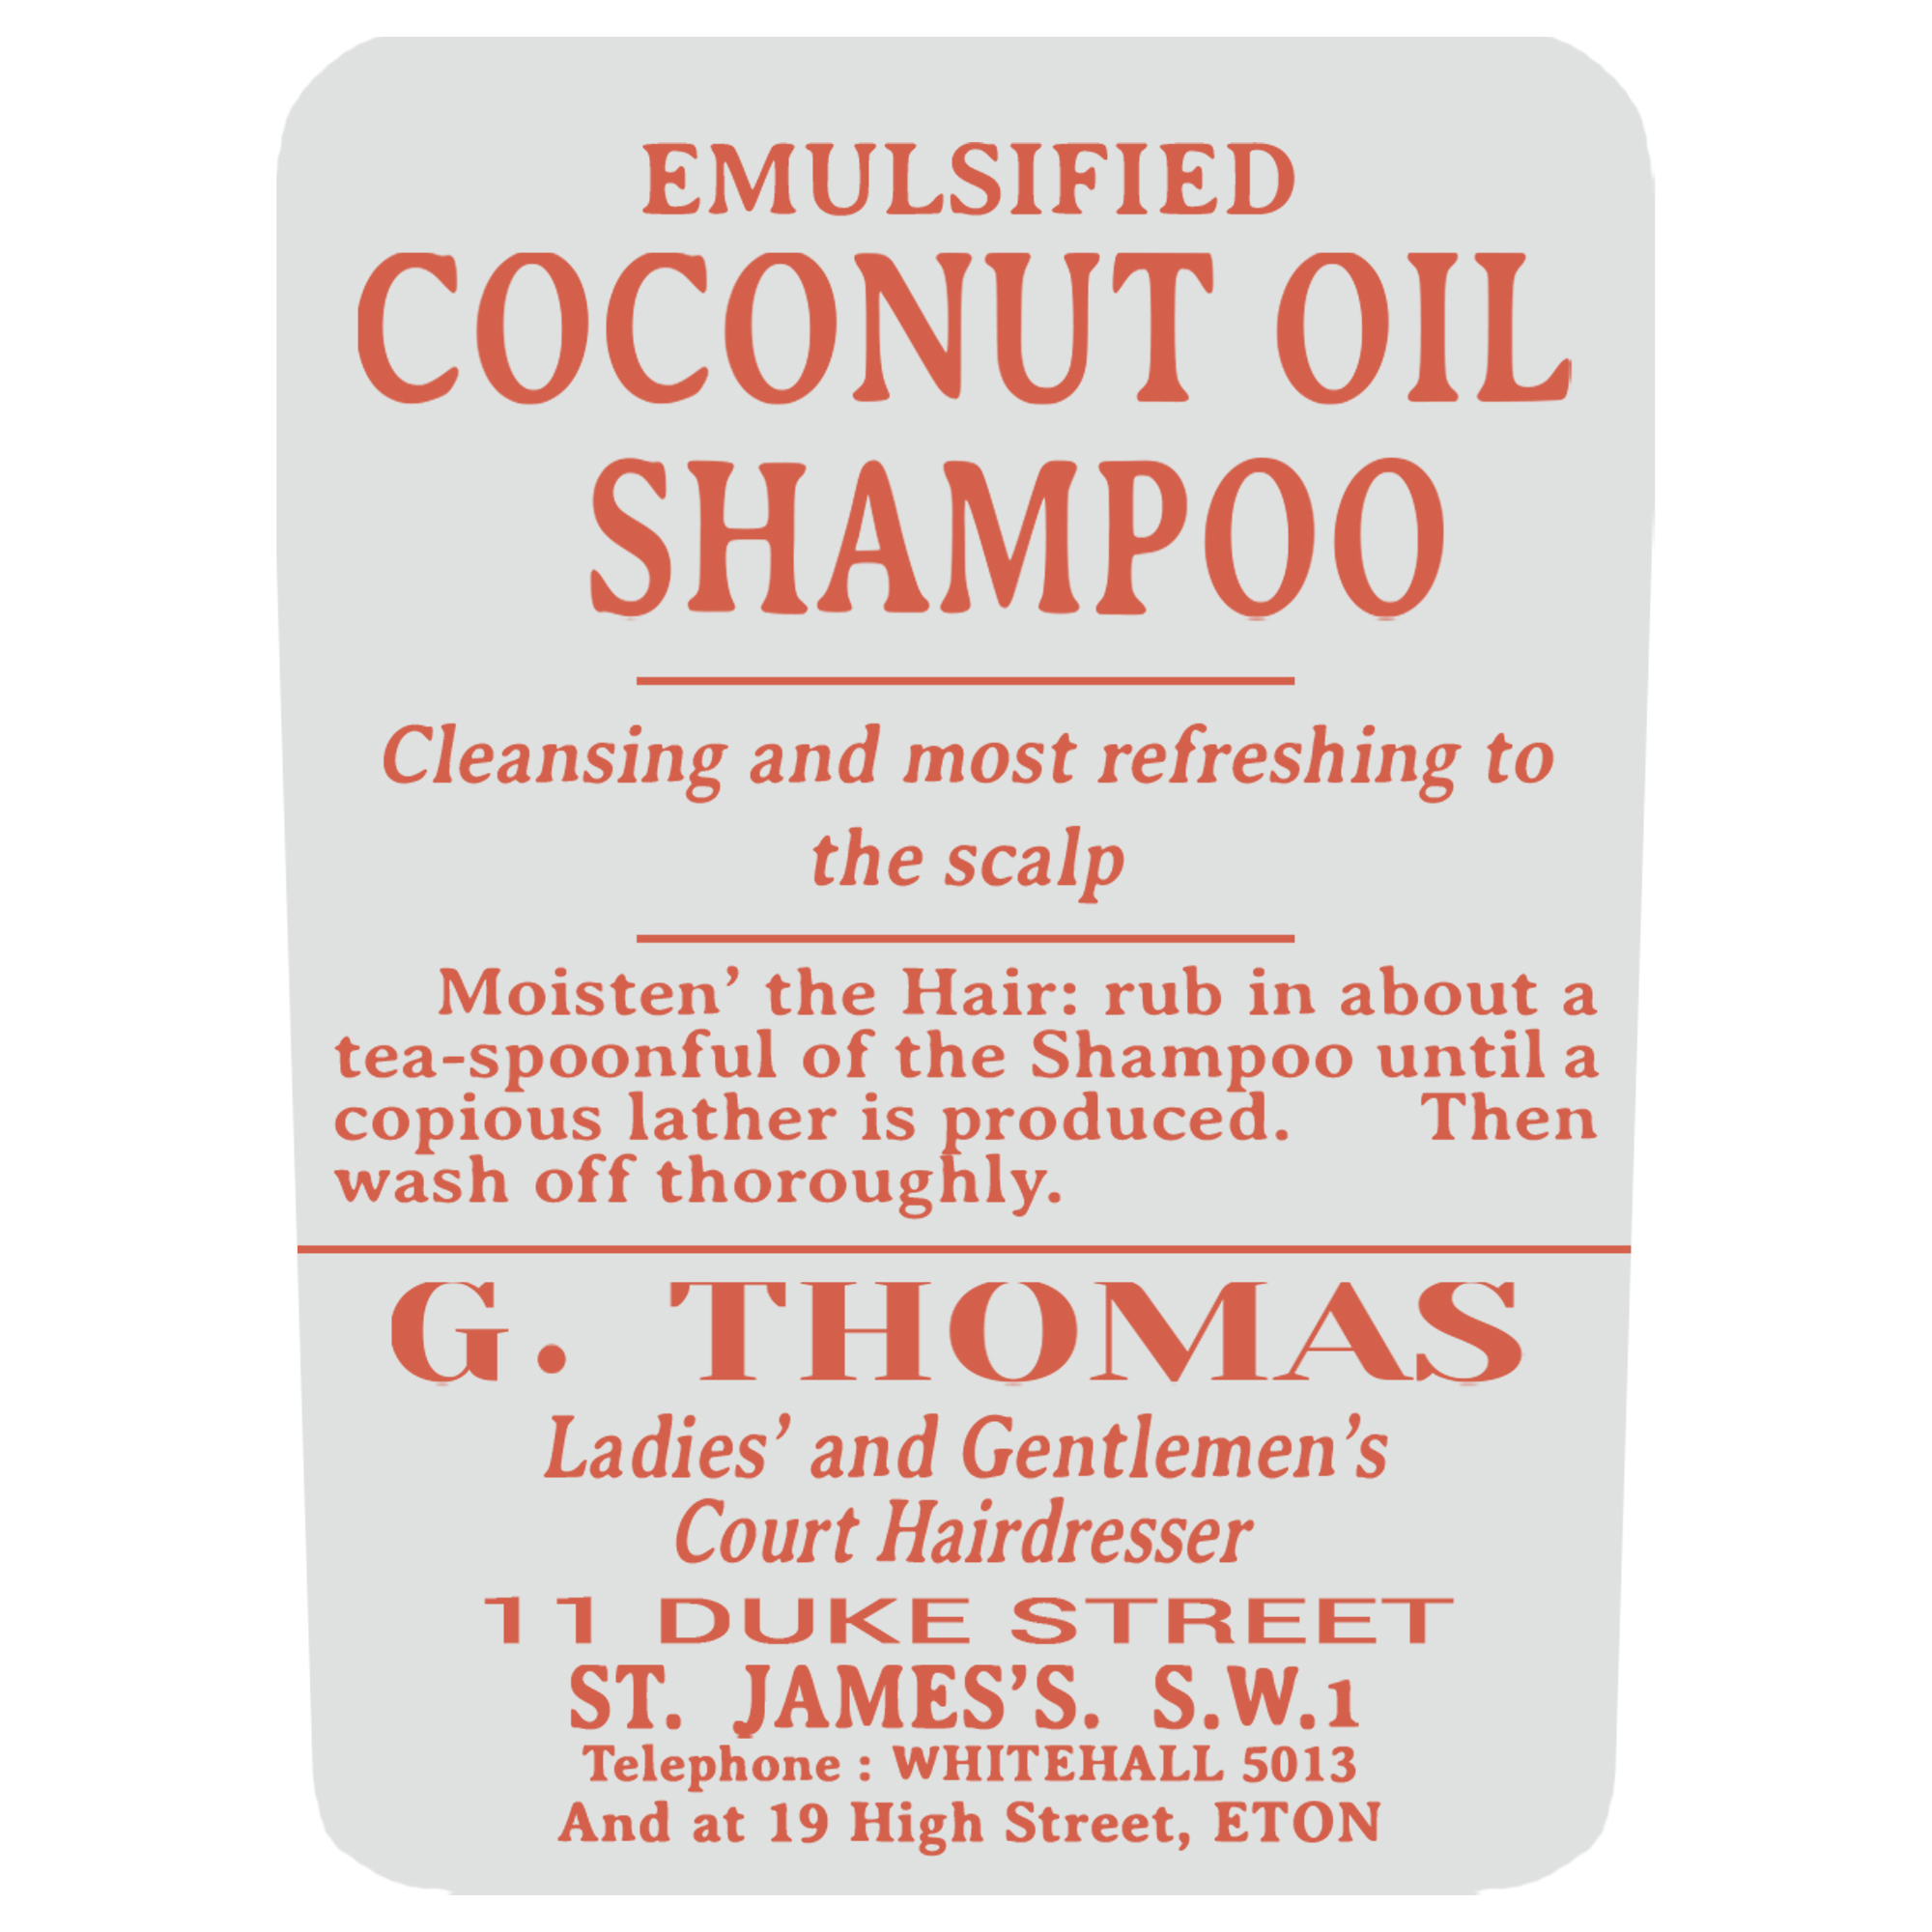 EMULSIFIED
COCONUT OIL
SHAMPOO
Cleansing and most refreshing to
the scalp
Moisten’ the Hair: rub in about a
tea-spoonful of the Shampoo until a
copious lather is produced. Then
wash off thoroughly.
G. THOMAS
Ladies’ and Gentlemen’s
Court Hairdresser
11 DUKE STREET
ST. JAMES’S. S.W.1
Telephone : WHITEHALL 5013
And at 19 High Street, ETON